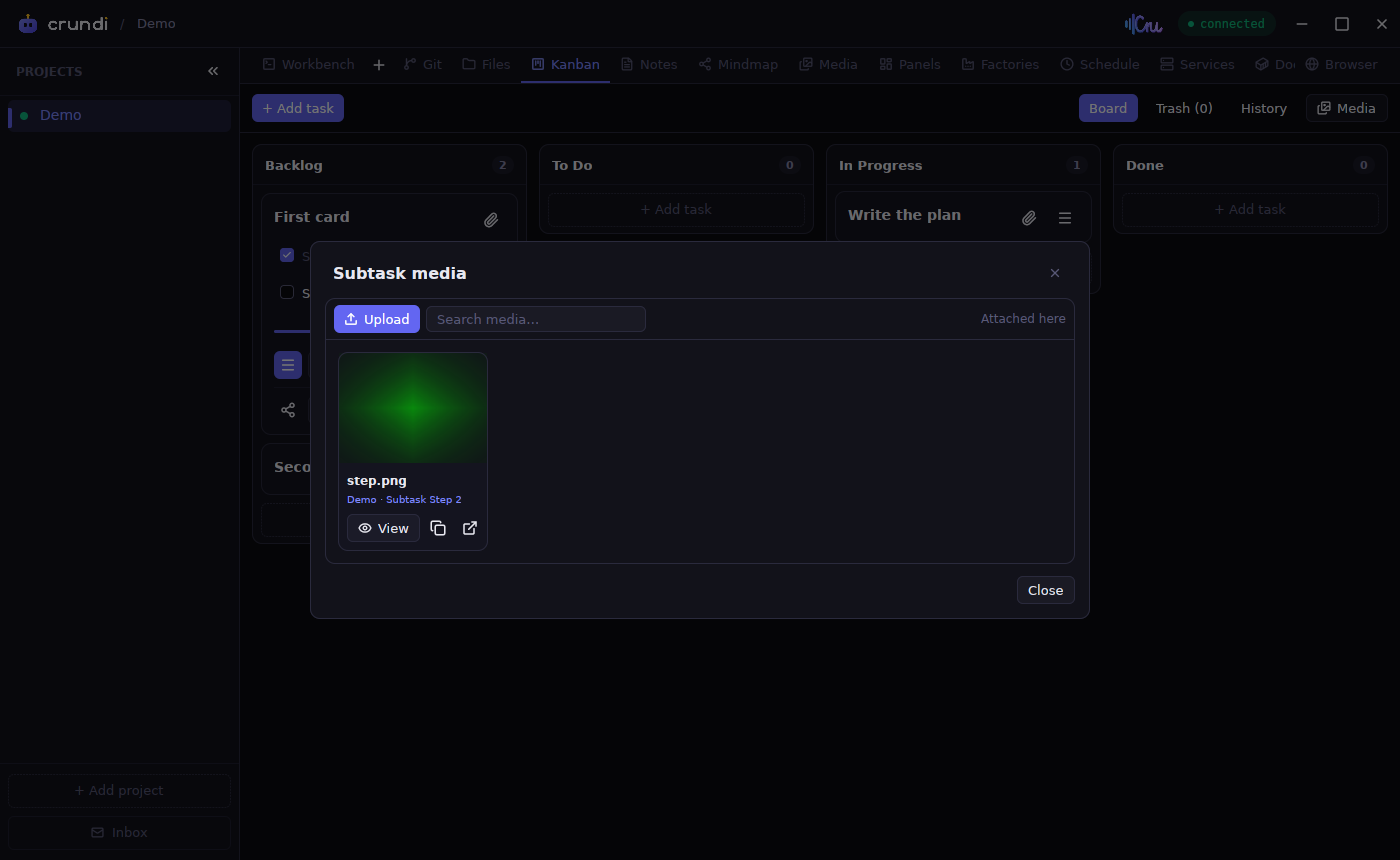 crundi / Demo
Cru
connected
PROJECTS
Demo
+ Add project
Inbox
Workbench
+
Git
Files
Kanban
Notes
Mindmap
Media
Panels
Factories
Schedule
Services
Browser
+ Add task
Board
Trash (0)
History
Media
Backlog 2
To Do 0
In Progress 1
Done 0
First card
+ Add task
Write the plan
+ Add task
Subtask media
Upload
Search media...
Attached here
step.png
Demo · Subtask Step 2
View
Close